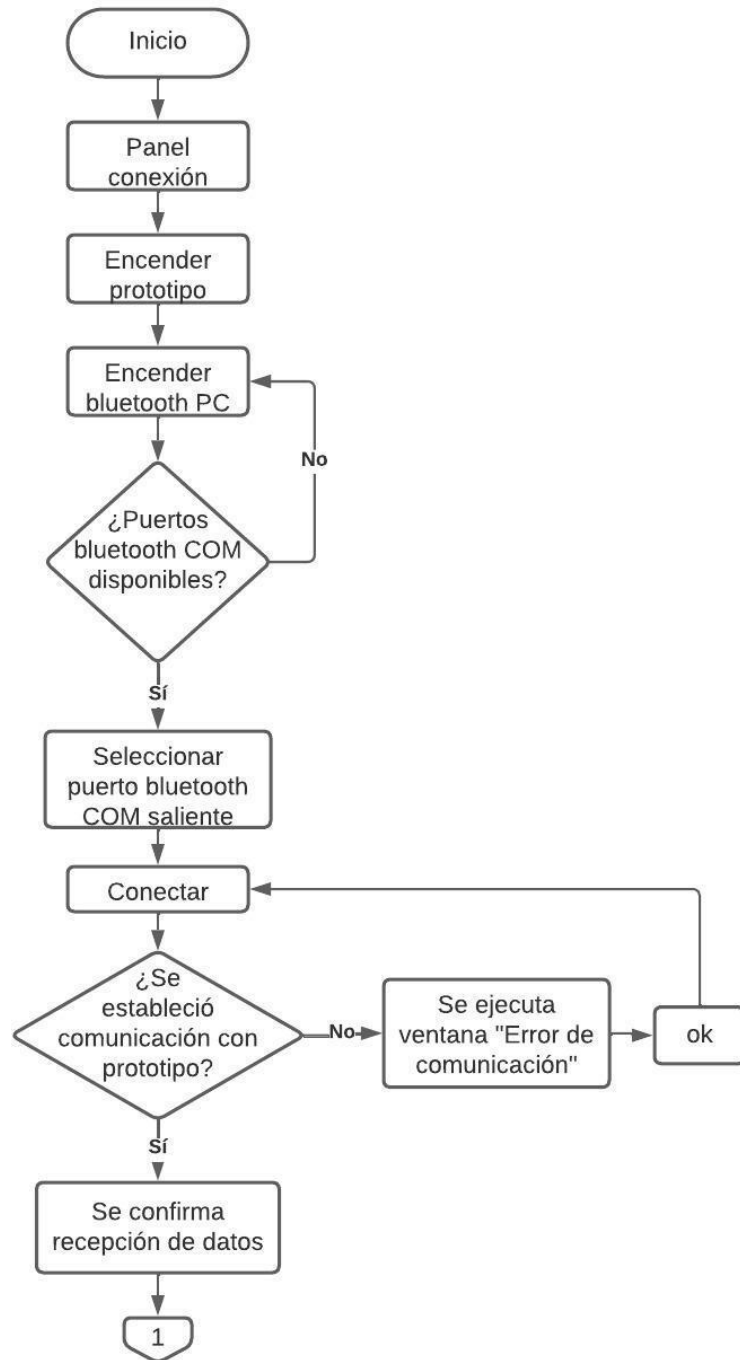 Inicio
Panel
conexión
Encender
prototipo
Encender
bluetooth PC
No
¿Puertos
bluetooth COM
disponibles?
Sí
Seleccionar
puerto bluetooth
COM saliente
Conectar
¿Se
estableció
comunicación con
prototipo?
No
Se ejecuta
ventana "Error de
comunicación"
ok
Sí
Se confirma
recepción de datos
1